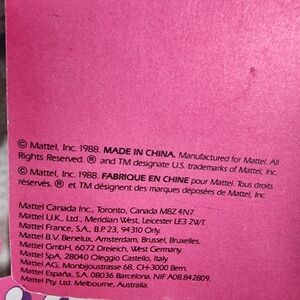 © Mattel, Inc. 1988. MADE IN CHINA. Manufactured for Mattel. All
Rights Reserved. ® and TM designate U.S. trademarks of Mattel, Inc.
© Mattel, Inc. 1988. FABRIQUE EN CHINE pour Mattel. Tous droits
réservés. ® et TM désignent des marques déposées de Mattel, Inc.
Mattel Canada Inc., Toronto, Canada M8Z 4N7.
Mattel U.K., Ltd., Meridian West, Leicester LE3 2WT.
Mattel France, S.A., B.P. 23, 94310 Orly.
Mattel B.V. Benelux, Amsterdam, Brussel, Bruxelles.
Mattel GmbH, 6072 Dreieich, West Germany.
Mattel SpA, 28040 Oleggio Castello, Italy.
Mattel AG, Monbijoustrasse 68, CH-3000 Bern.
Mattel España, S.A. 08036 Barcelona. NIF A08.842809.
Mattel Pty. Ltd. Melbourne, Australia.